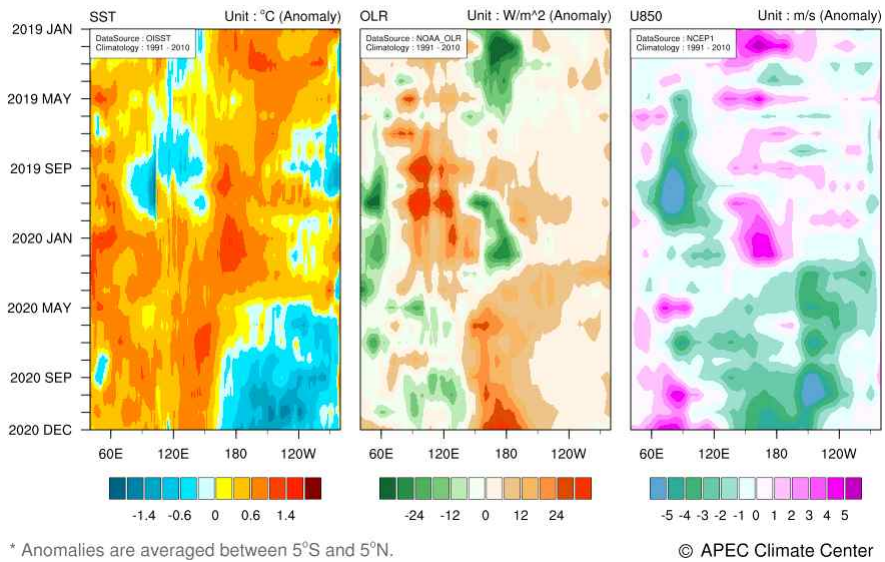 SST Unit : °C (Anomaly)
DataSource : OISST
Climatology : 1991 - 2010
OLR Unit : W/m^2 (Anomaly)
DataSource : NOAA_OLR
Climatology : 1991 - 2010
U850 Unit : m/s (Anomaly)
DataSource : NCEP1
Climatology : 1991 - 2010
2019 JAN
2019 MAY
2019 SEP
2020 JAN
2020 MAY
2020 SEP
2020 DEC
60E 120E 180 120W
60E 120E 180 120W
60E 120E 180 120W
-1.4 -0.6 0 0.6 1.4
-24 -12 0 12 24
-5 -4 -3 -2 -1 0 1 2 3 4 5
* Anomalies are averaged between 5°S and 5°N.
© APEC Climate Center